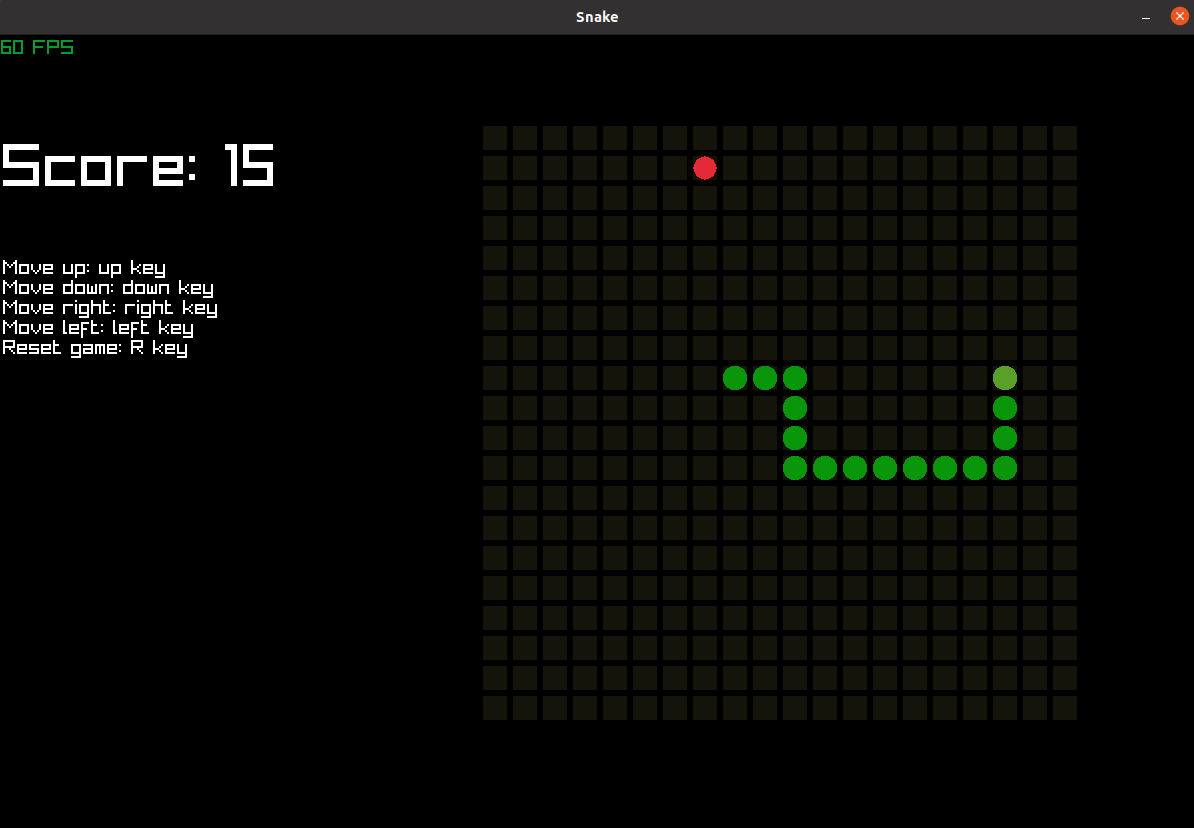 Snake
60 FPS
Score: 15
Move up: up key
Move down: down key
Move right: right key
Move left: left key
Reset game: R key